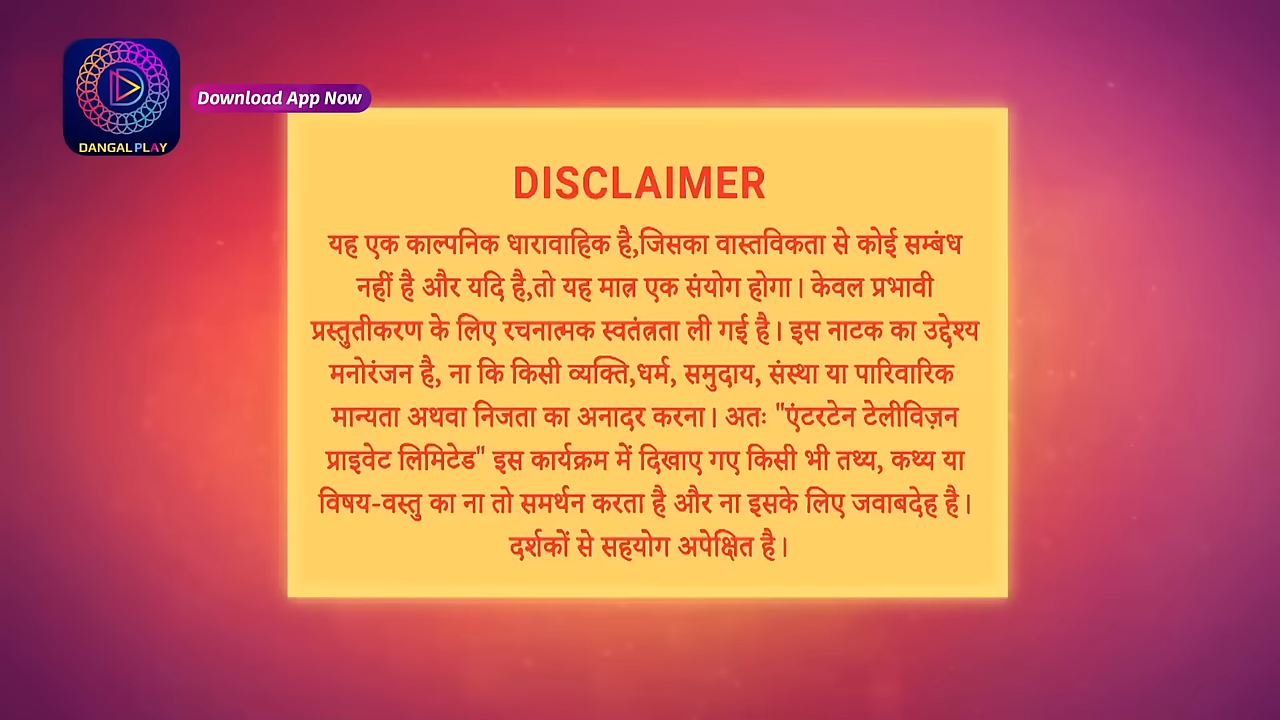 DANGAL PLAY
Download App Now
DISCLAIMER
यह एक काल्पनिक धारावाहिक है,जिसका वास्तविकता से कोई सम्बंध
नहीं है और यदि है,तो यह मात्र एक संयोग होगा। केवल प्रभावी
प्रस्तुतीकरण के लिए रचनात्मक स्वतंत्रता ली गई है। इस नाटक का उद्देश्य
मनोरंजन है, ना कि किसी व्यक्ति,धर्म, समुदाय, संस्था या पारिवारिक
मान्यता अथवा निजता का अनादर करना। अतः "एंटरटेन टेलीविज़न
प्राइवेट लिमिटेड" इस कार्यक्रम में दिखाए गए किसी भी तथ्य, कथ्य या
विषय-वस्तु का ना तो समर्थन करता है और ना इसके लिए जवाबदेह है।
दर्शकों से सहयोग अपेक्षित है।